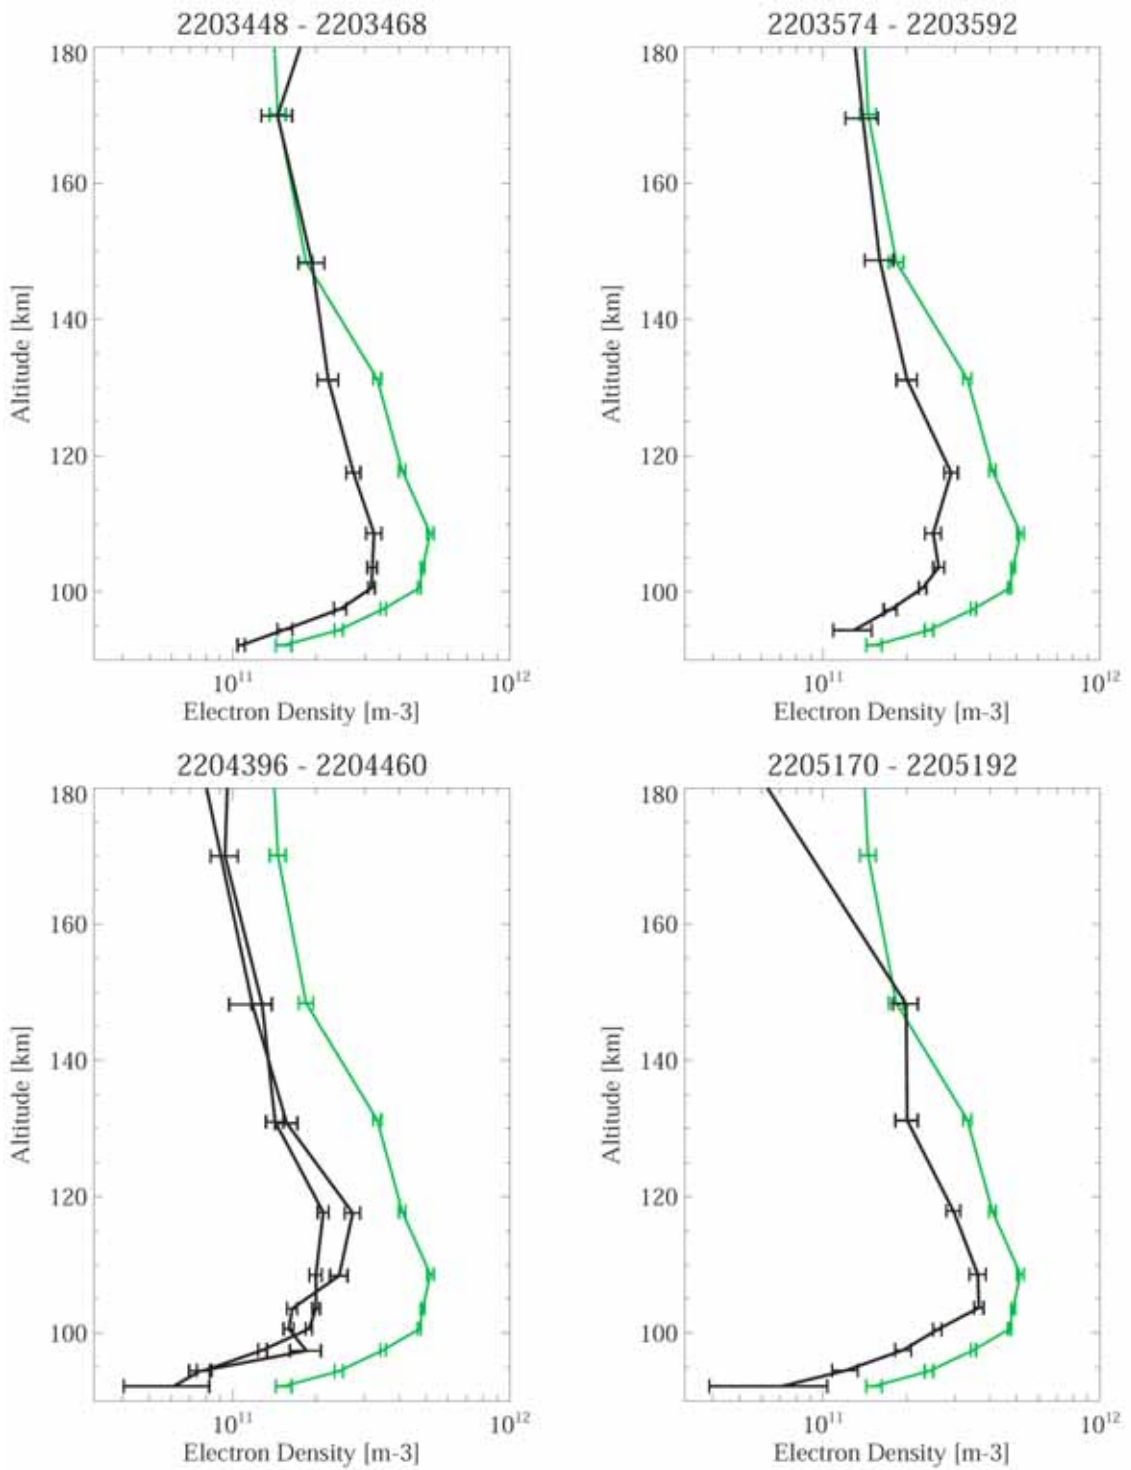 2203448 - 2203468
180
160
140
120
100
Altitude [km]
10¹¹
10¹²
Electron Density [m-3]
2203574 - 2203592
180
160
140
120
100
Altitude [km]
10¹¹
10¹²
Electron Density [m-3]
2204396 - 2204460
180
160
140
120
100
Altitude [km]
10¹¹
10¹²
Electron Density [m-3]
2205170 - 2205192
180
160
140
120
100
Altitude [km]
10¹¹
10¹²
Electron Density [m-3]